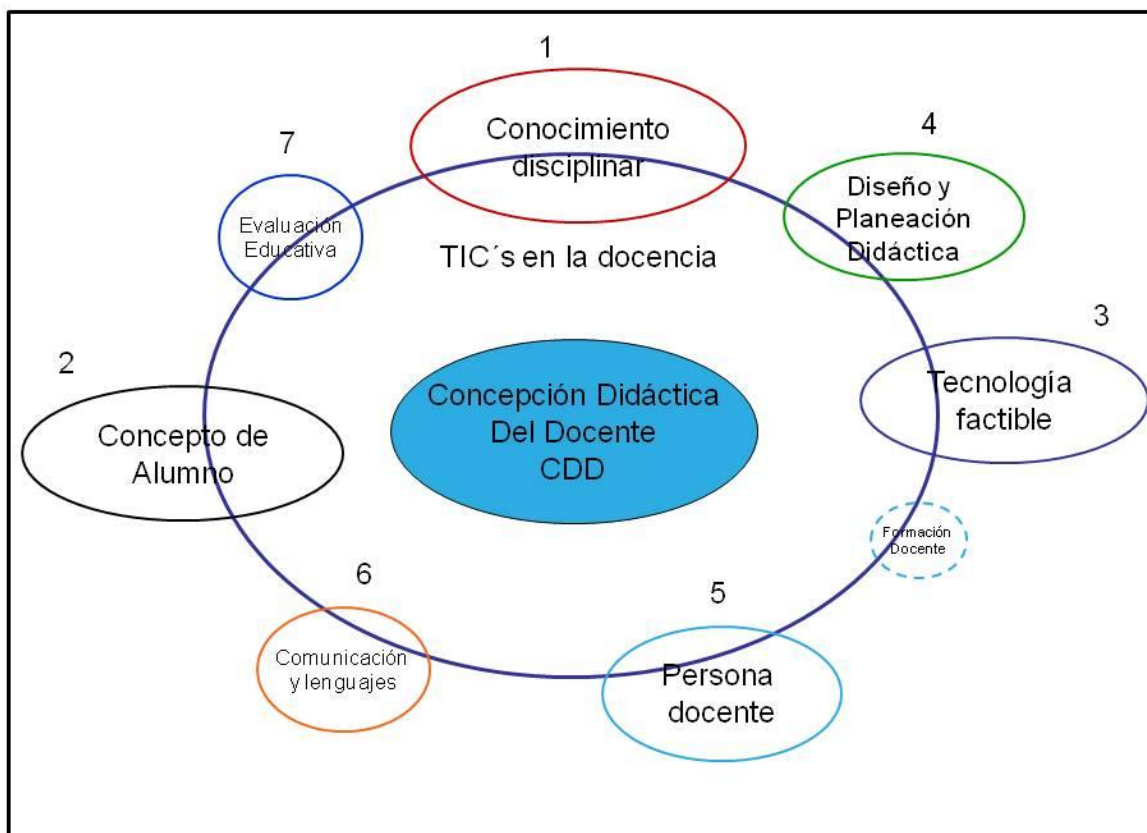 1
Conocimiento
disciplinar
4
Diseño y
Planeación
Didáctica
7
Evaluación
Educativa
TIC´s en la docencia
3
Tecnología
factible
2
Concepto de
Alumno
Concepción Didáctica
Del Docente
CDD
Formación
Docente
6
Comunicación
y lenguajes
5
Persona
docente